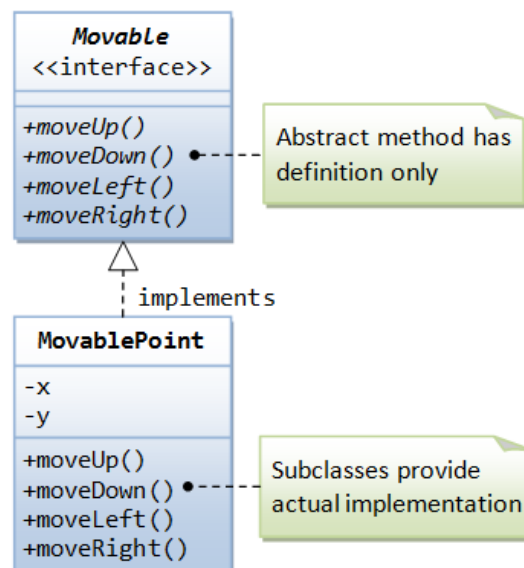 Movable
<<interface>>
+moveUp()
+moveDown()
+moveLeft()
+moveRight()
Abstract method has
definition only
implements
MovablePoint
-x
-y
+moveUp()
+moveDown()
+moveLeft()
+moveRight()
Subclasses provide
actual implementation